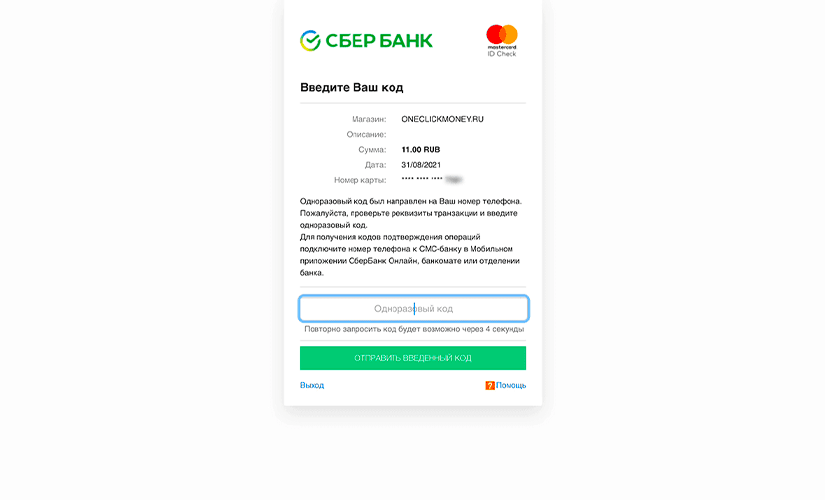 СБЕР БАНК
mastercard
ID Check
Введите Ваш код
Магазин: ONECLICKMONEY.RU
Описание:
Сумма: 11.00 RUB
Дата: 31/08/2021
Номер карты: **** **** ****
Одноразовый код был направлен на Ваш номер телефона.
Пожалуйста, проверьте реквизиты транзакции и введите
одноразовый код.
Для получения кодов подтверждения операций
подключите номер телефона к СМС-банку в Мобильном
приложении СберБанк Онлайн, банкомате или отделении
банка.
Одноразовый код
Повторно запросить код будет возможно через 4 секунды
ОТПРАВИТЬ ВВЕДЕННЫЙ КОД
Выход
? Помощь